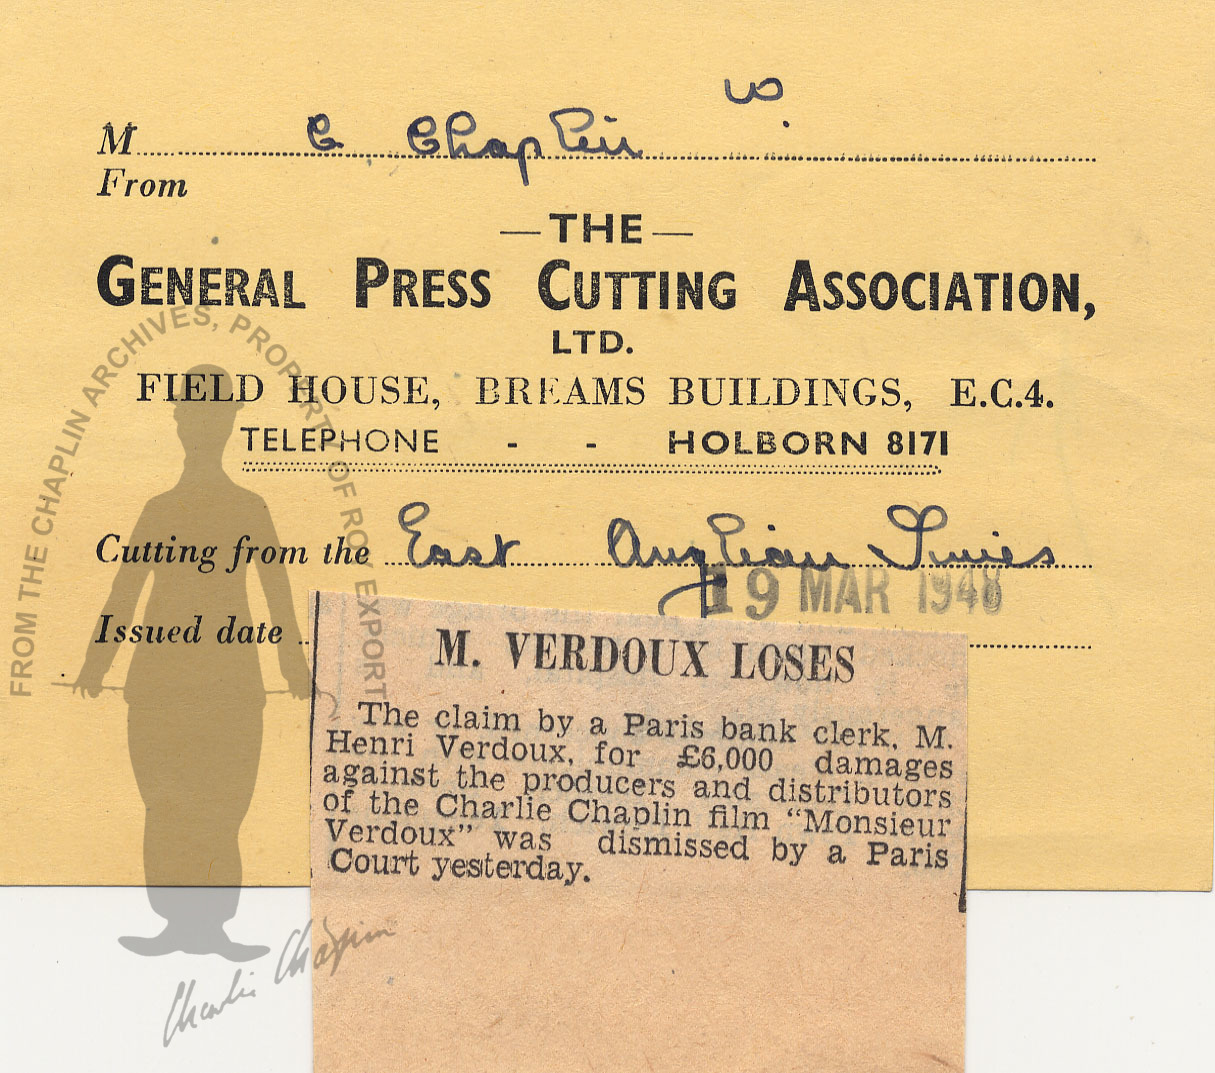 M C. Chaplin
From
— THE —
GENERAL PRESS CUTTING ASSOCIATION,
LTD.
FIELD HOUSE, BREAMS BUILDINGS, E.C.4.
TELEPHONE - - HOLBORN 8171
Cutting from the East Anglian Times
19 MAR 1948
Issued date
M. VERDOUX LOSES
The claim by a Paris bank clerk, M.
Henri Verdoux, for £6,000 damages
against the producers and distributors
of the Charlie Chaplin film “Monsieur
Verdoux” was dismissed by a Paris
Court yesterday.
FROM THE CHAPLIN ARCHIVES, PROPERTY OF ROY EXPORT
Charlie Chaplin